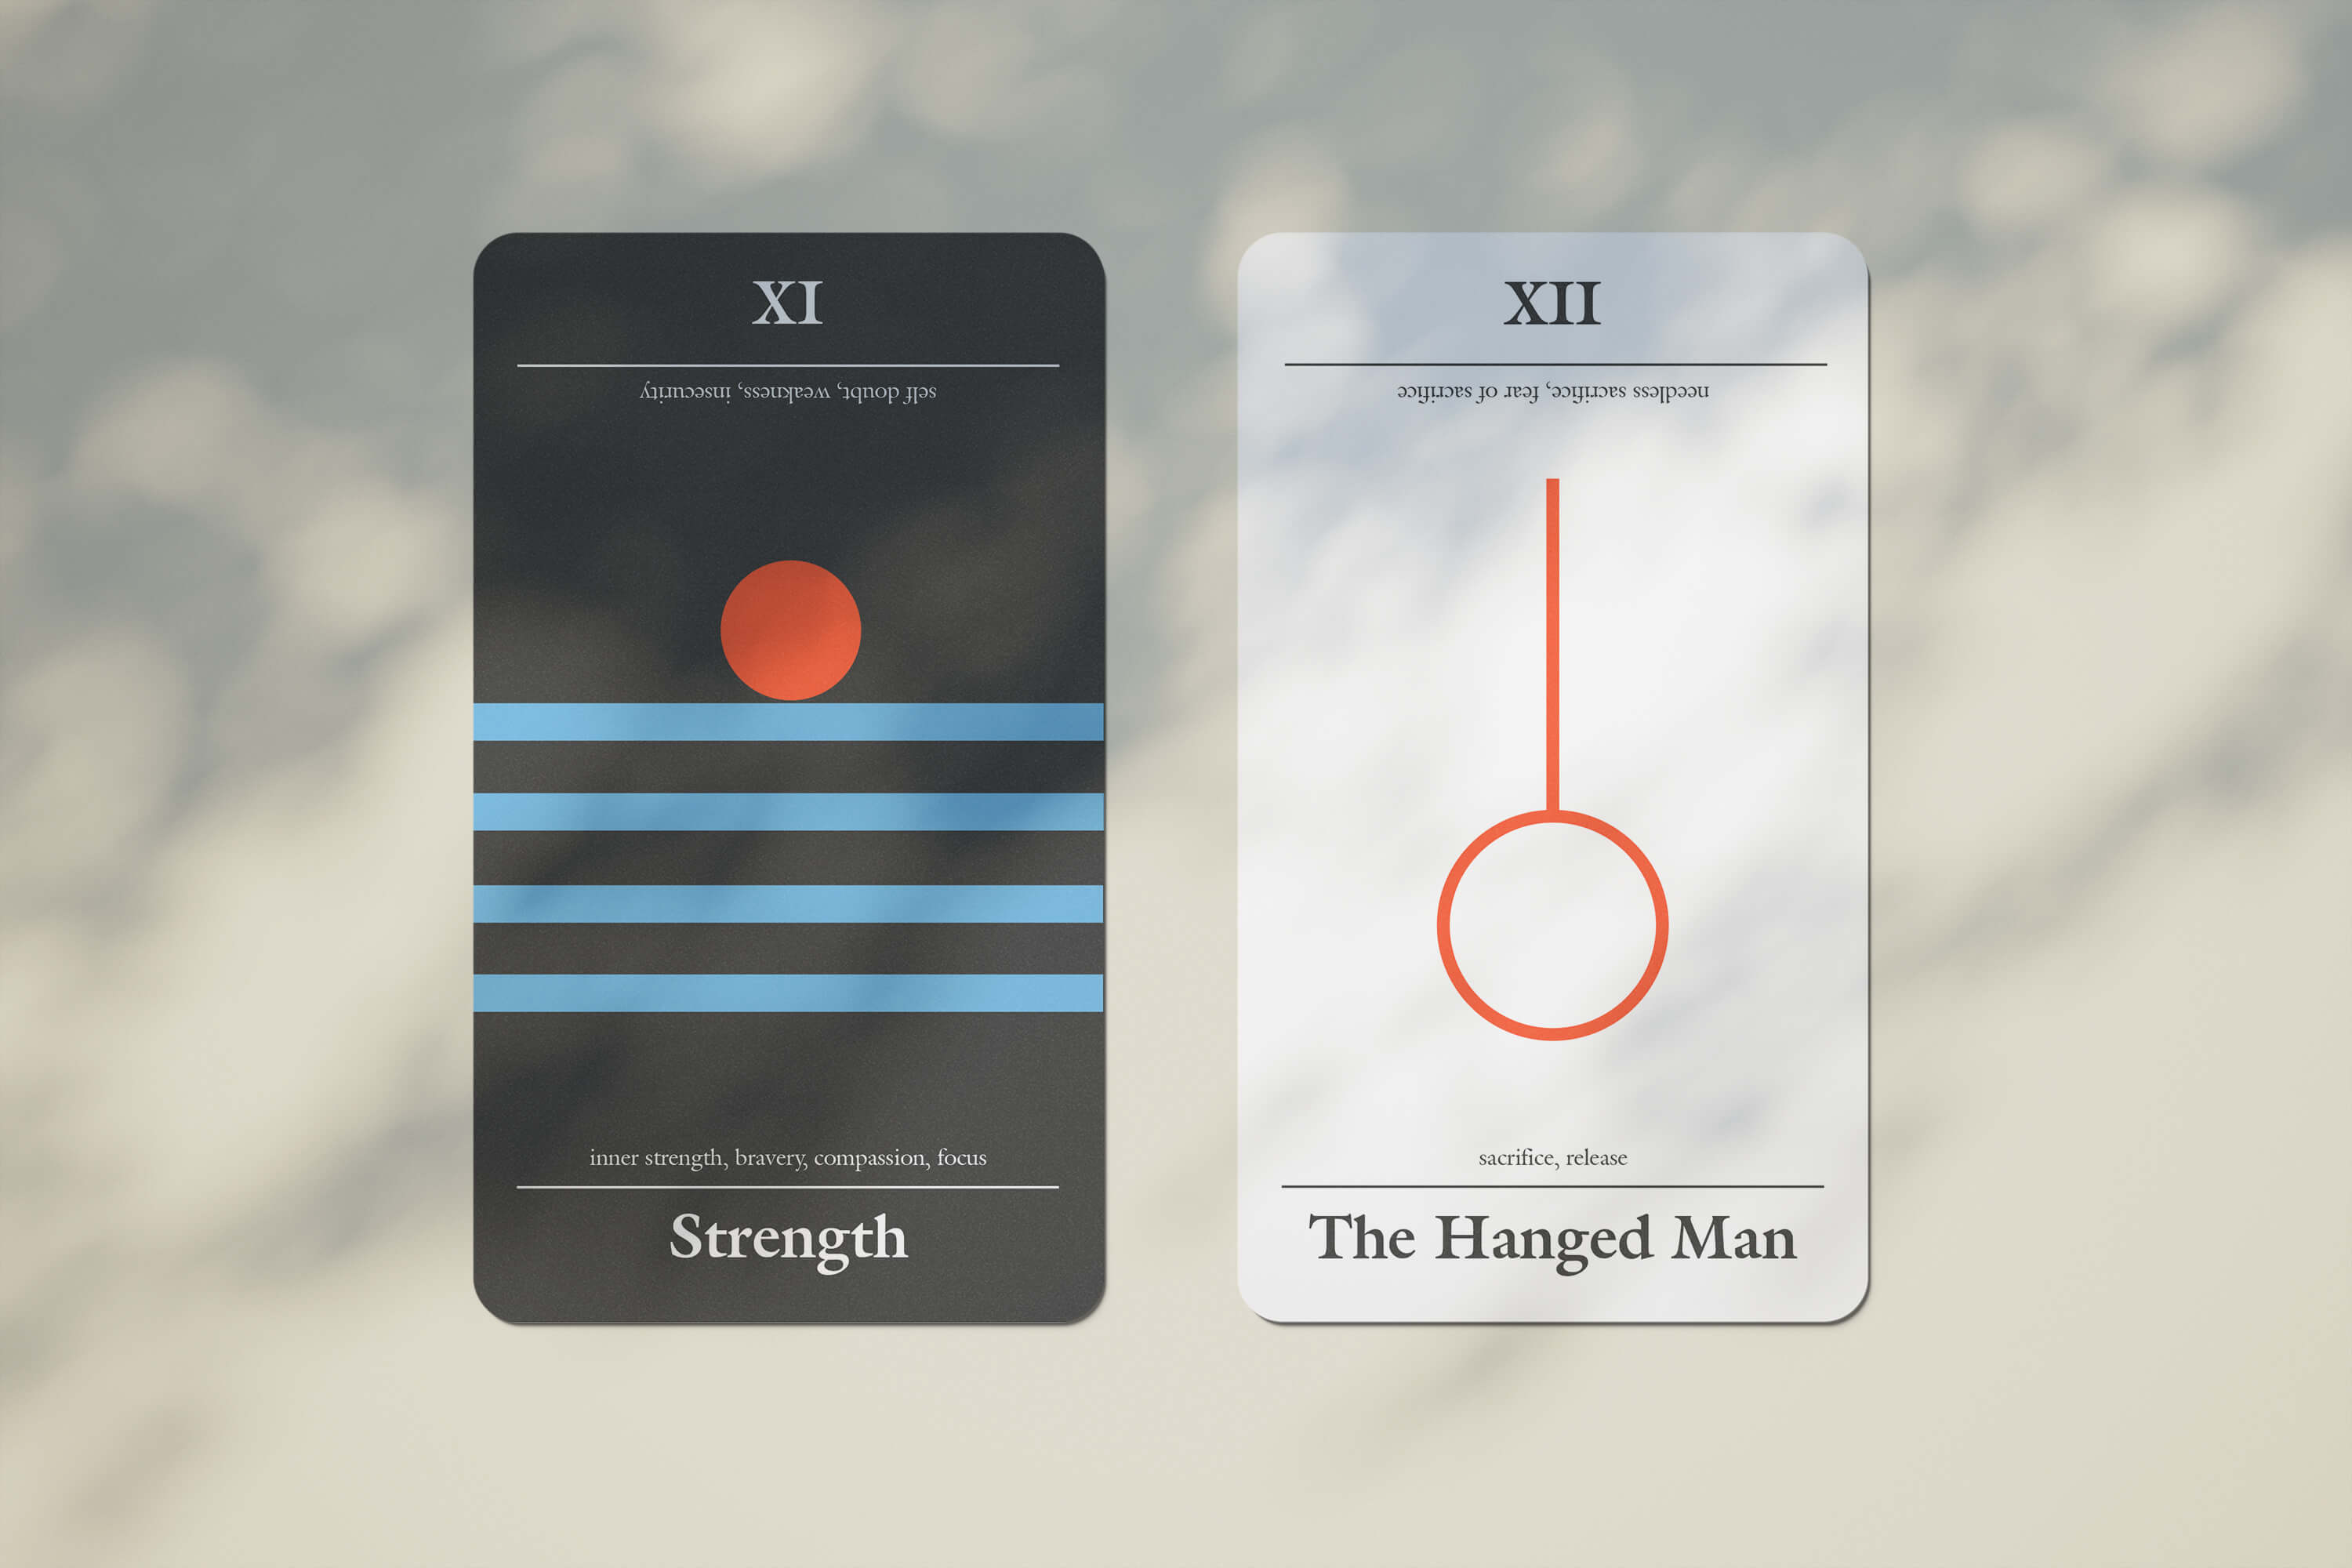 XI
self doubt, weakness, insecurity
inner strength, bravery, compassion, focus
Strength
XII
needless sacrifice, fear of sacrifice
sacrifice, release
The Hanged Man